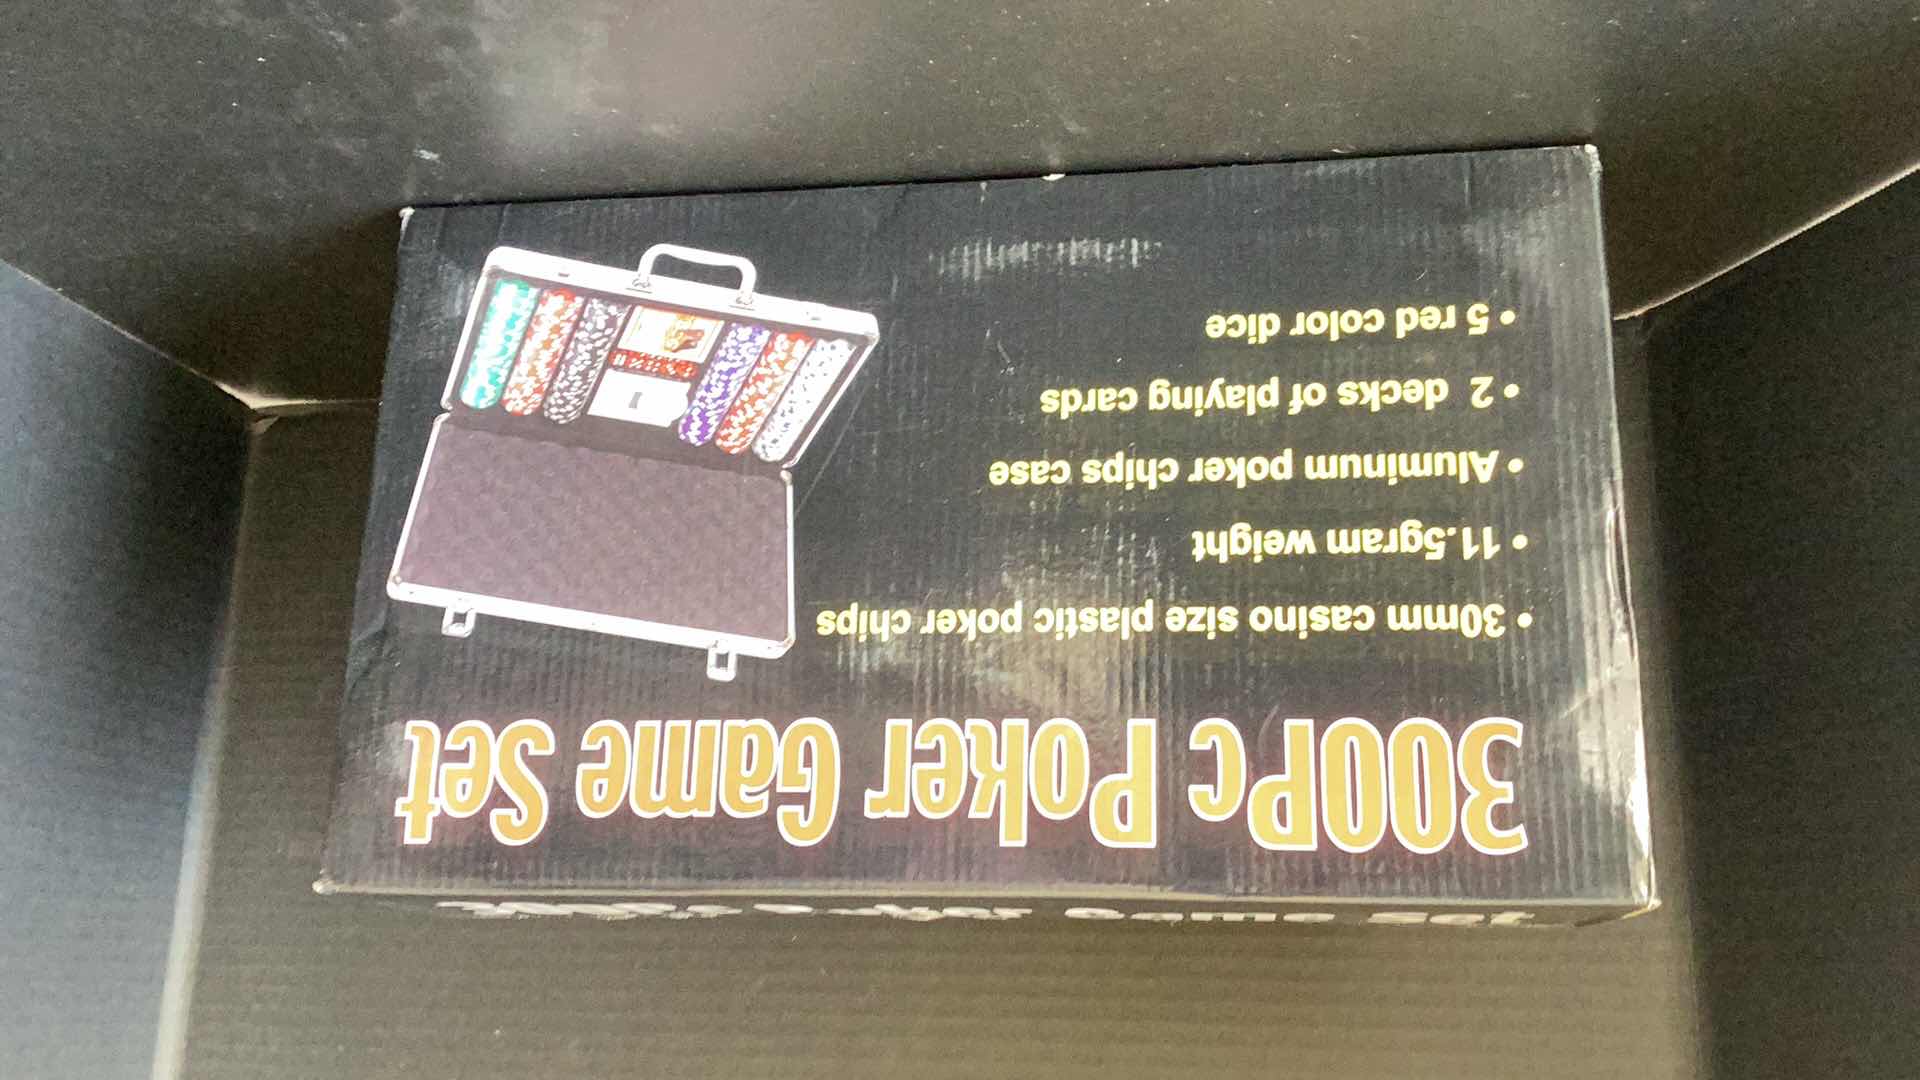 300Pc Poker Game Set
• 30mm casino size plastic poker chips
• 11.5gram weight
• Aluminum poker chips case
• 2 decks of playing cards
• 5 red color dice